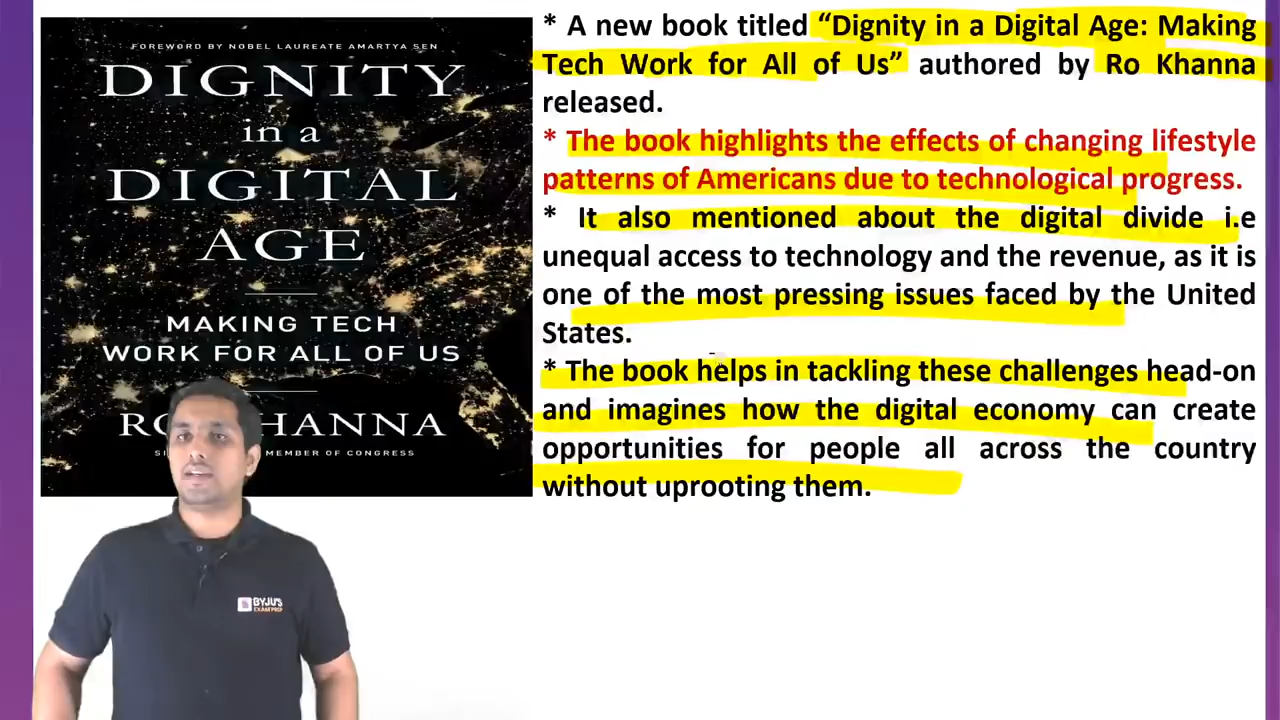 FOREWORD BY NOBEL LAUREATE AMARTYA SEN
DIGNITY
in a
DIGITAL
AGE
MAKING TECH
WORK FOR ALL OF US
HANNA
MEMBER OF CONGRESS
* A new book titled “Dignity in a Digital Age: Making
Tech Work for All of Us” authored by Ro Khanna
released.
* The book highlights the effects of changing lifestyle
patterns of Americans due to technological progress.
* It also mentioned about the digital divide i.e
unequal access to technology and the revenue, as it is
one of the most pressing issues faced by the United
States.
* The book helps in tackling these challenges head-on
and imagines how the digital economy can create
opportunities for people all across the country
without uprooting them.
BYJU'S
EXAM PREP